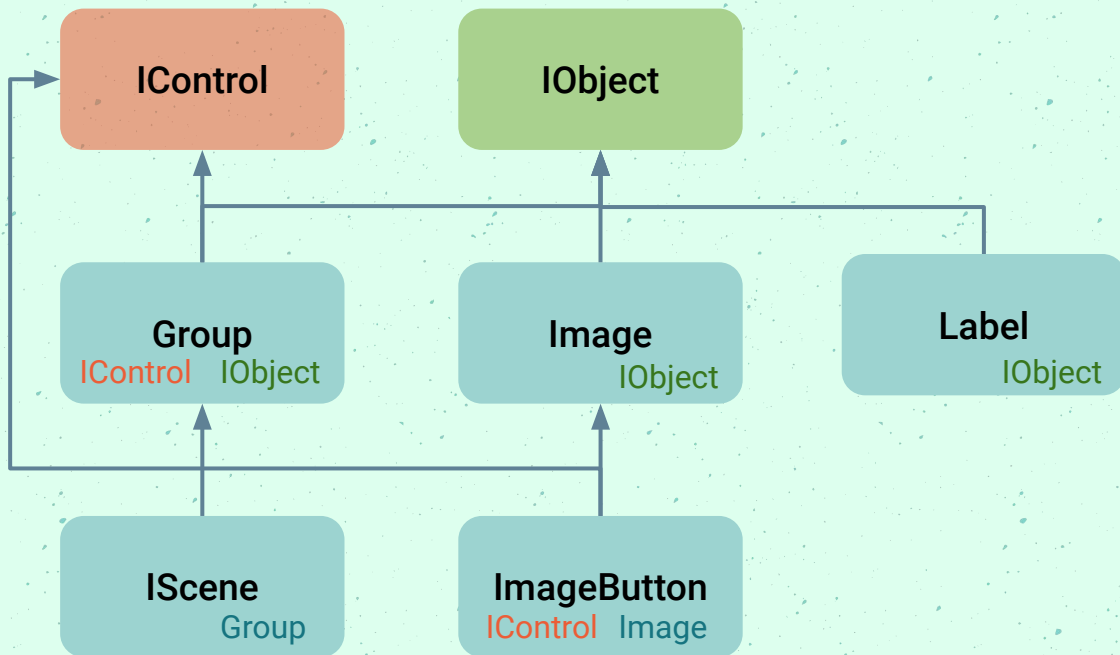 IControl
IObject
Group
IControl IObject
Image
IObject
Label
IObject
IScene
Group
ImageButton
IControl Image